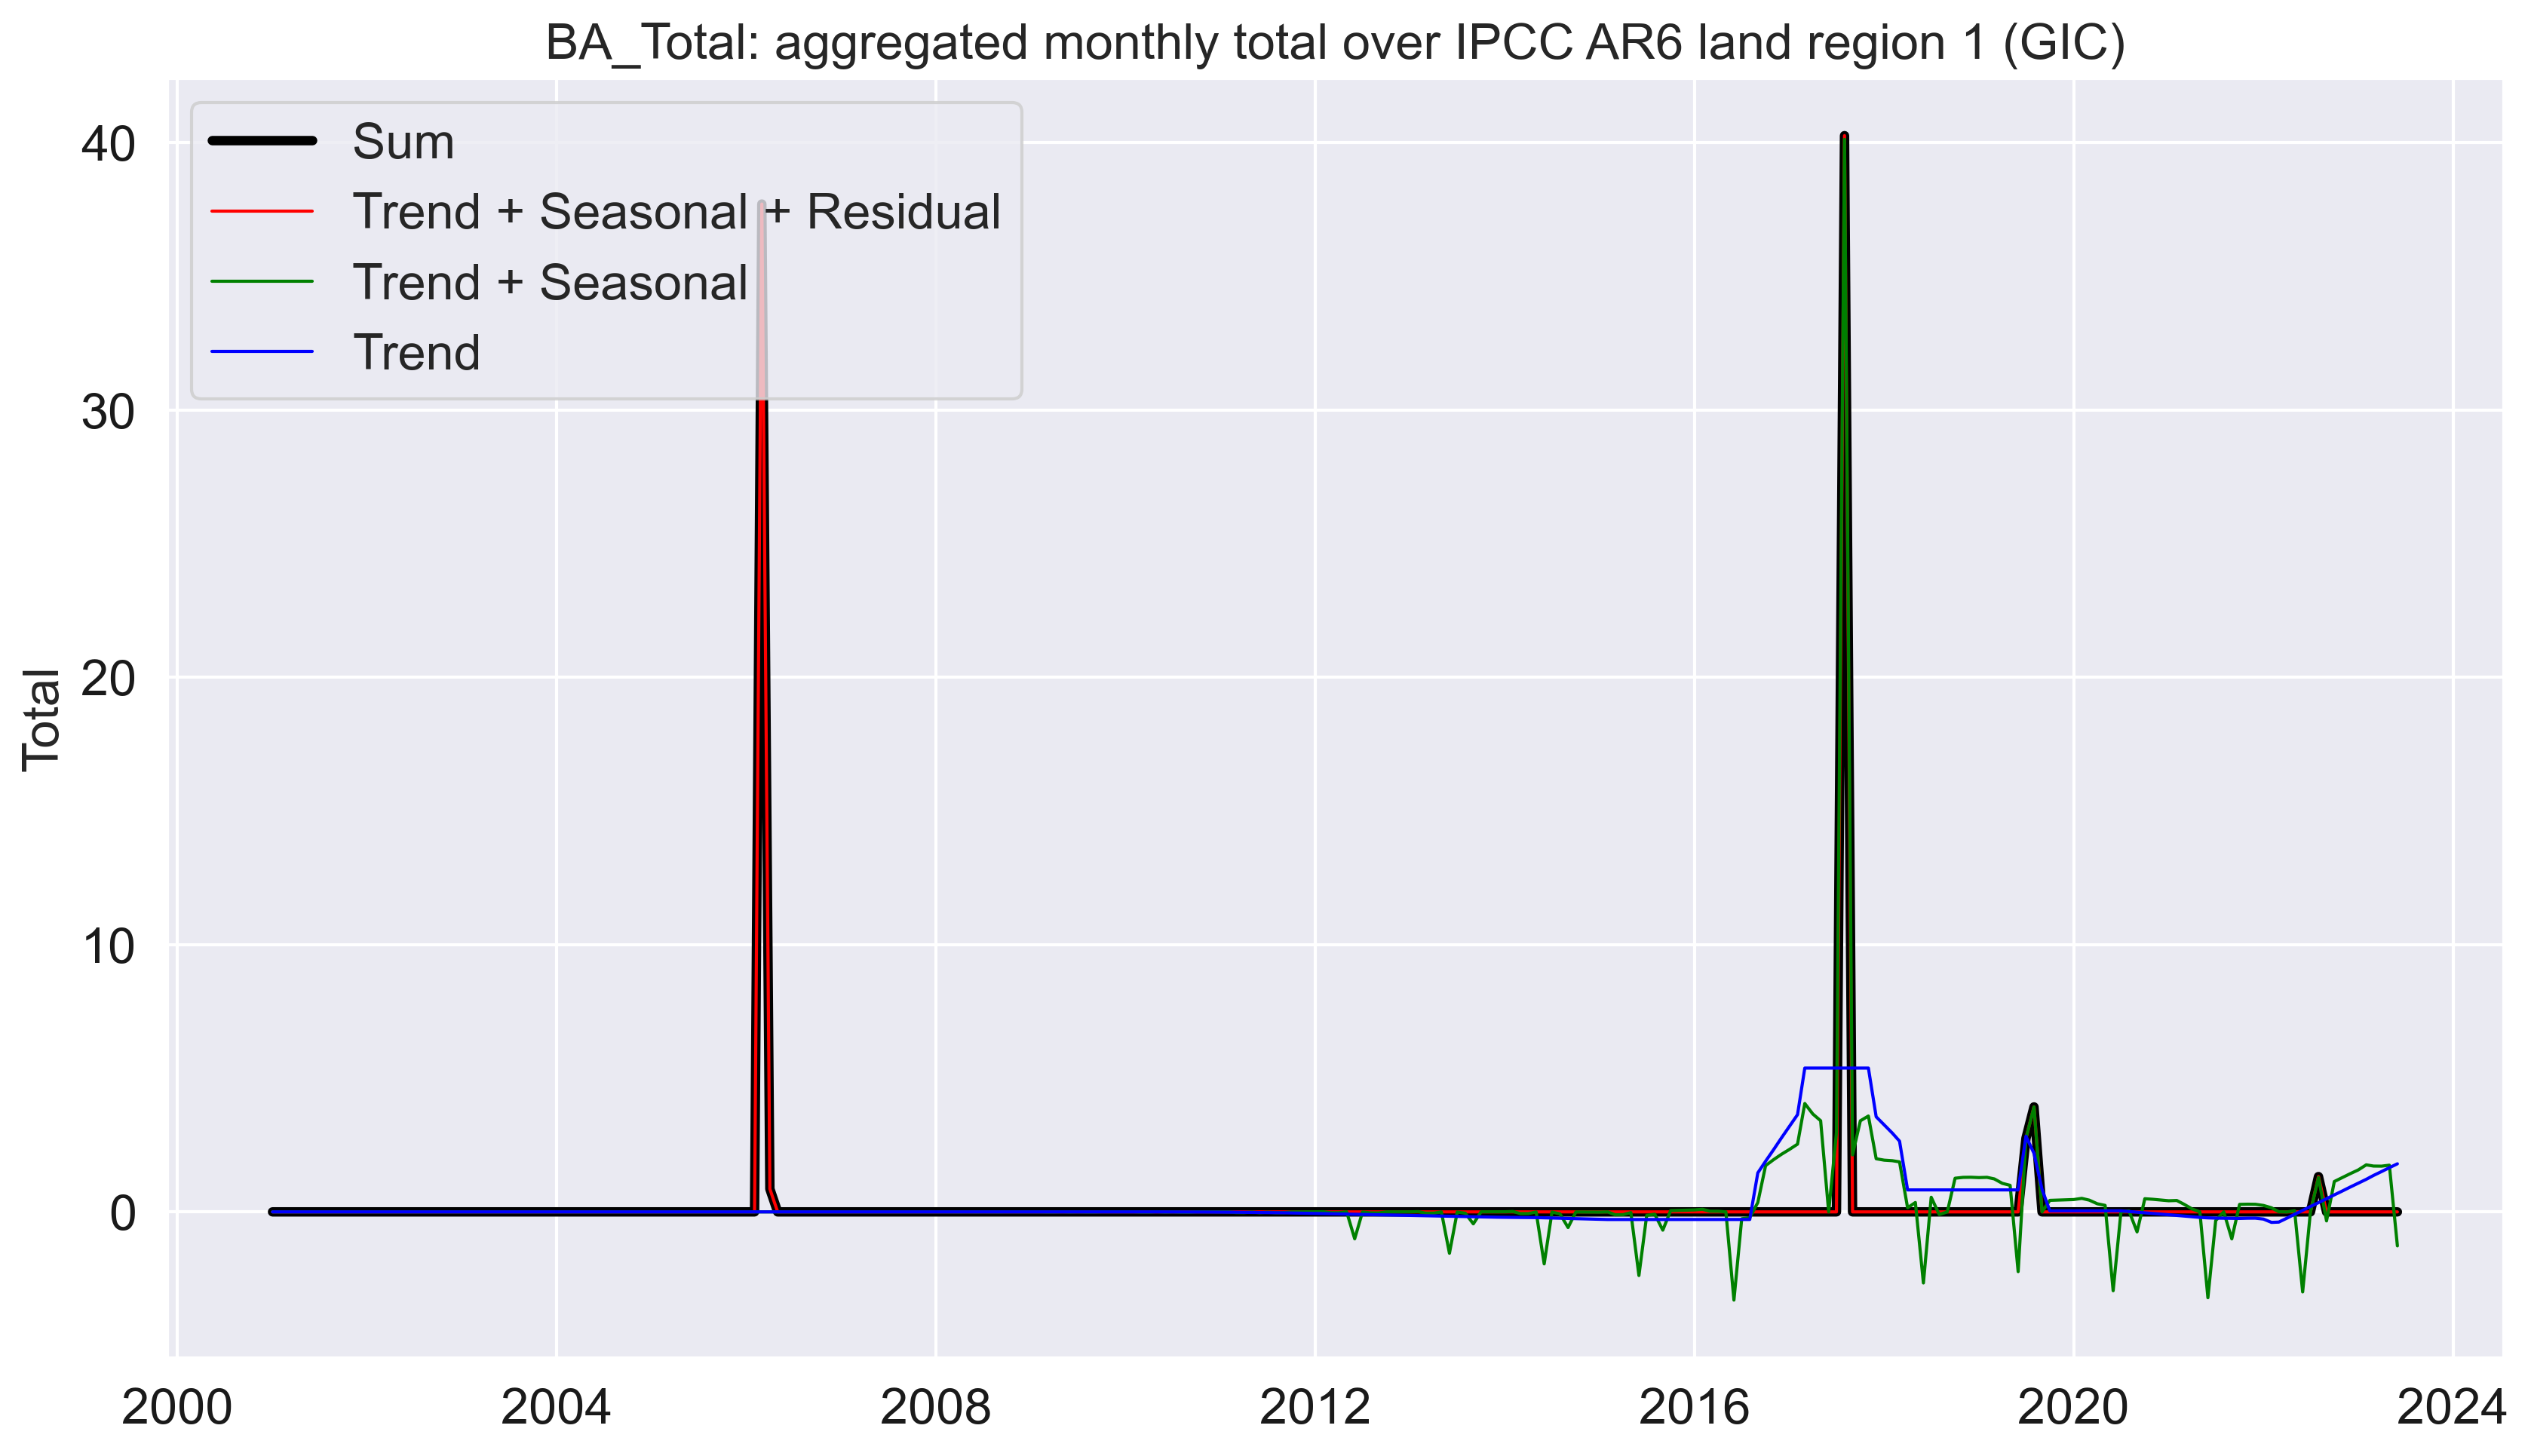 BA_Total: aggregated monthly total over IPCC AR6 land region 1 (GIC)
Sum
Trend + Seasonal + Residual
Trend + Seasonal
Trend
40
30
20
10
0
Total
2000 2004 2008 2012 2016 2020 2024